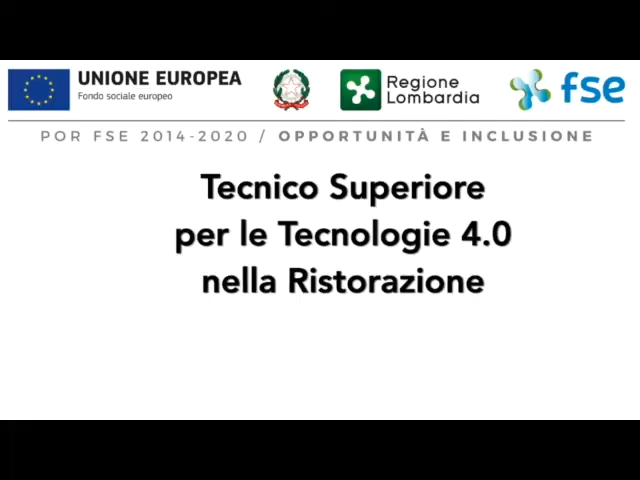 UNIONE EUROPEA
Fondo sociale europeo
Regione
Lombardia
fse
POR FSE 2014-2020 / OPPORTUNITÀ E INCLUSIONE
Tecnico Superiore
per le Tecnologie 4.0
nella Ristorazione